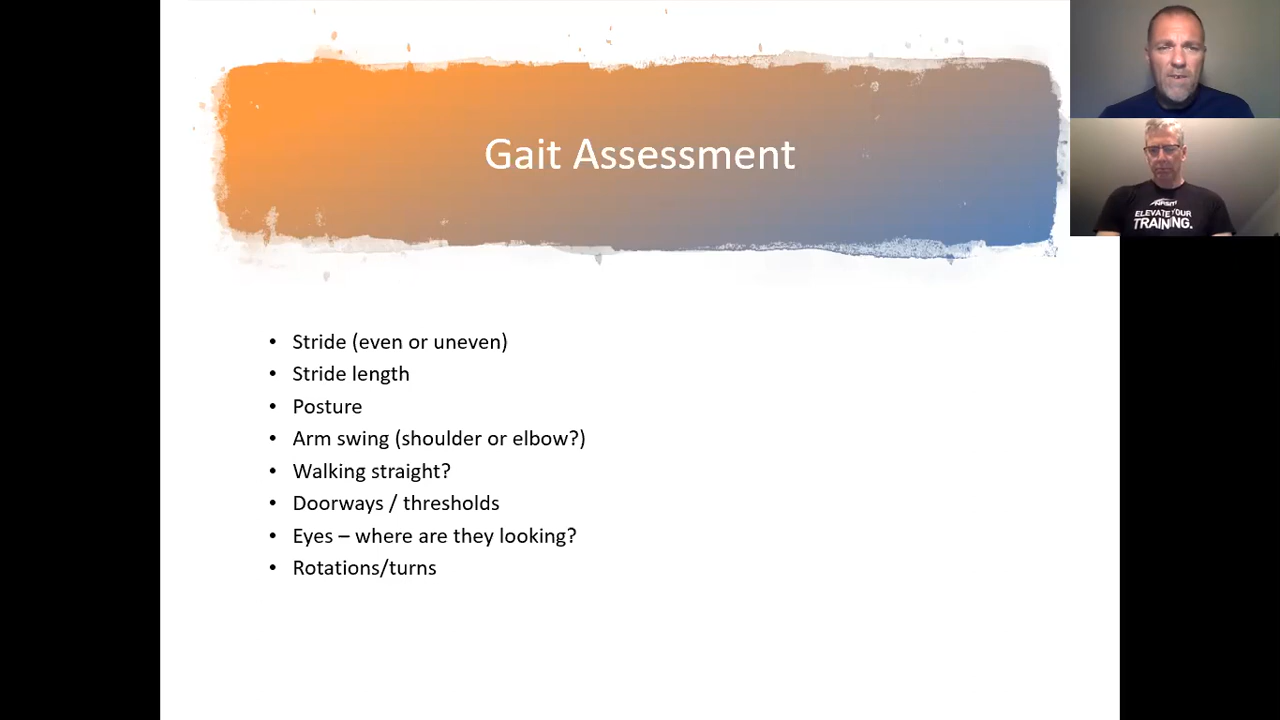 Gait Assessment
• Stride (even or uneven)
• Stride length
• Posture
• Arm swing (shoulder or elbow?)
• Walking straight?
• Doorways / thresholds
• Eyes – where are they looking?
• Rotations/turns
NASM
ELEVATE YOUR
TRAINING.